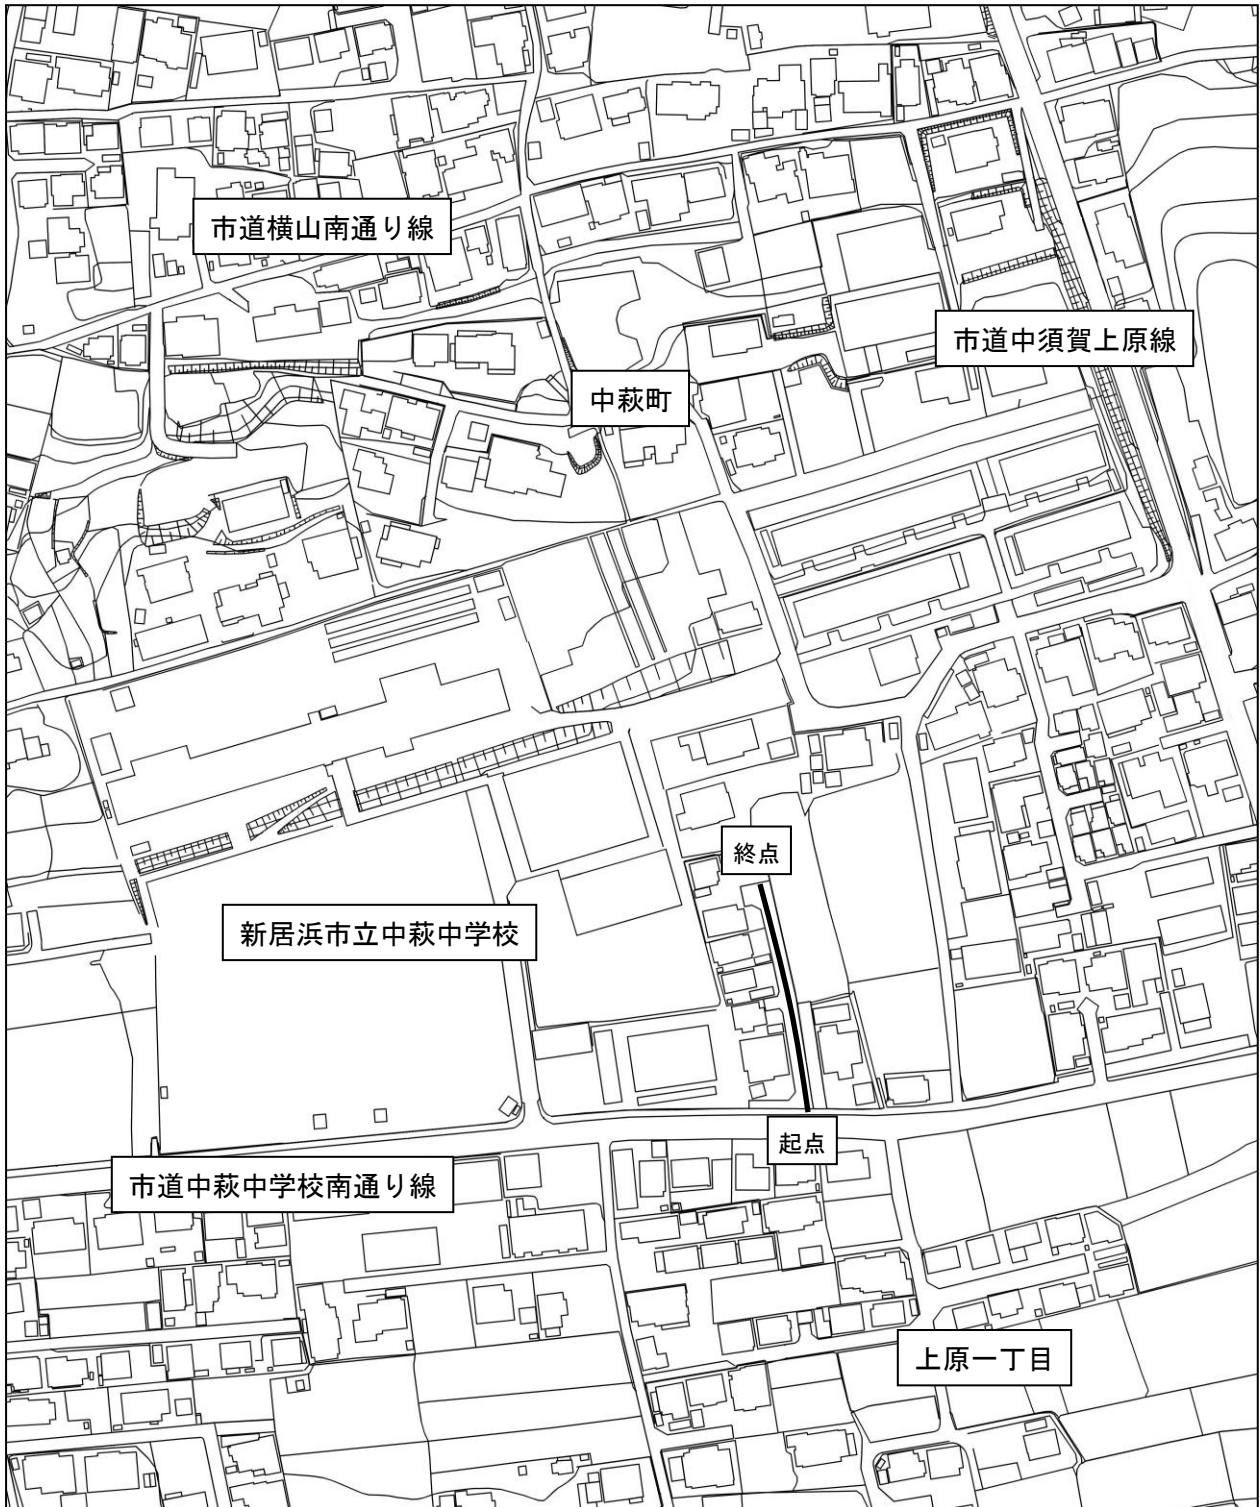 市道横山南通り線
市道中須賀上原線
中萩町
終点
新居浜市立中萩中学校
起点
市道中萩中学校南通り線
上原一丁目